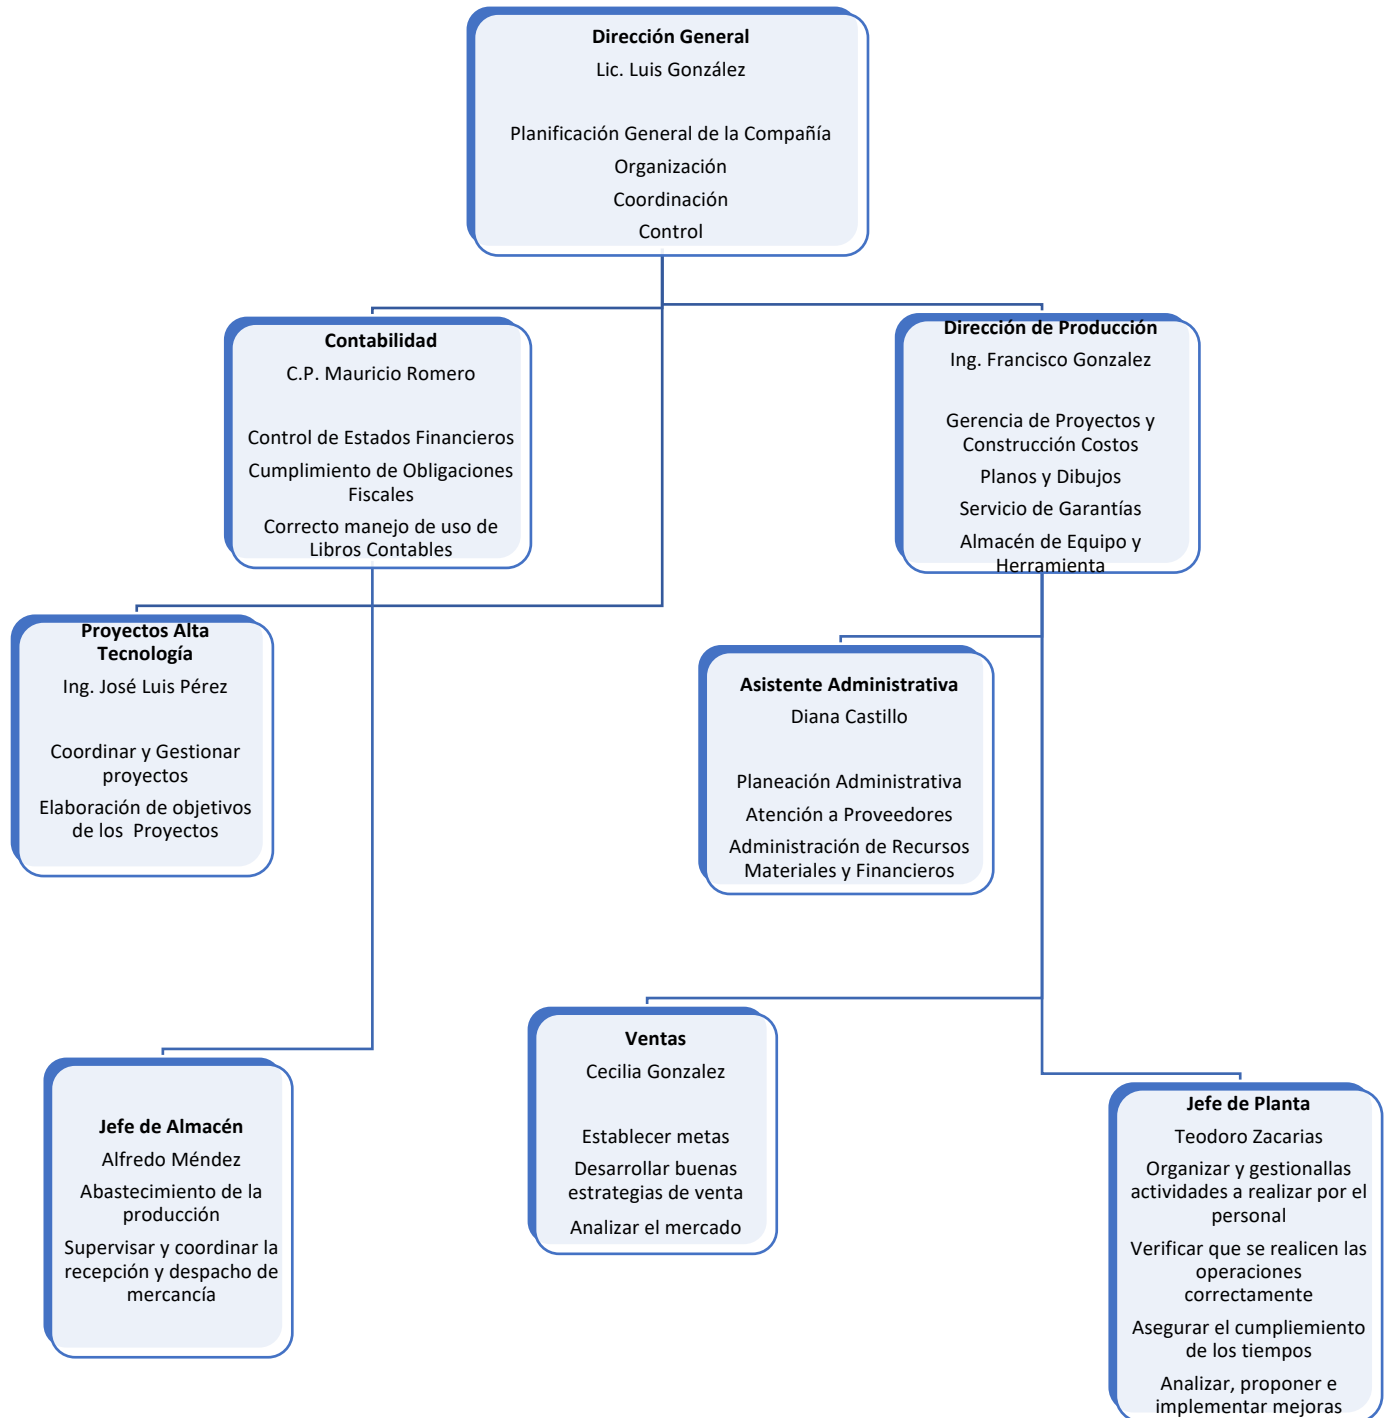 Dirección General
Lic. Luis González
Planificación General de la Compañía
Organización
Coordinación
Control
Contabilidad
C.P. Mauricio Romero
Control de Estados Financieros
Cumplimiento de Obligaciones
Fiscales
Correcto manejo de uso de
Libros Contables
Dirección de Producción
Ing. Francisco Gonzalez
Gerencia de Proyectos y
Construcción Costos
Planos y Dibujos
Servicio de Garantías
Almacén de Equipo y
Herramienta
Proyectos Alta
Tecnología
Ing. José Luis Pérez
Coordinar y Gestionar
proyectos
Elaboración de objetivos
de los  Proyectos
Asistente Administrativa
Diana Castillo
Planeación Administrativa
Atención a Proveedores
Administración de Recursos
Materiales y Financieros
Jefe de Almacén
Alfredo Méndez
Abastecimiento de la
producción
Supervisar y coordinar la
recepción y despacho de
mercancía
Ventas
Cecilia Gonzalez
Establecer metas
Desarrollar buenas
estrategias de venta
Analizar el mercado
Jefe de Planta
Teodoro Zacarias
Organizar y gestionallas
actividades a realizar por el
personal
Verificar que se realicen las
operaciones
correctamente
Asegurar el cumpliemiento
de los tiempos
Analizar, proponer e
implementar mejoras